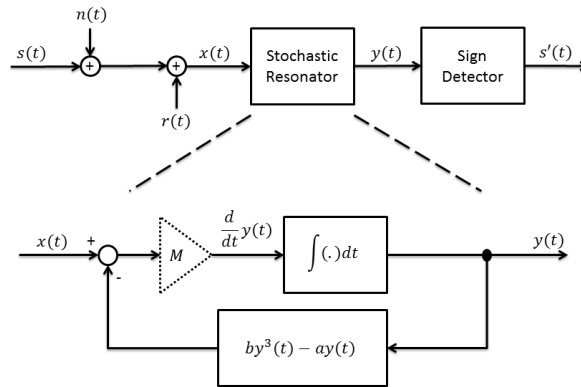 n(t)
s(t)
+
+
r(t)
x(t)
Stochastic
Resonator
y(t)
Sign
Detector
s′(t)
x(t)
+
-
M
d/dt y(t)
∫(.)dt
y(t)
by³(t) − ay(t)